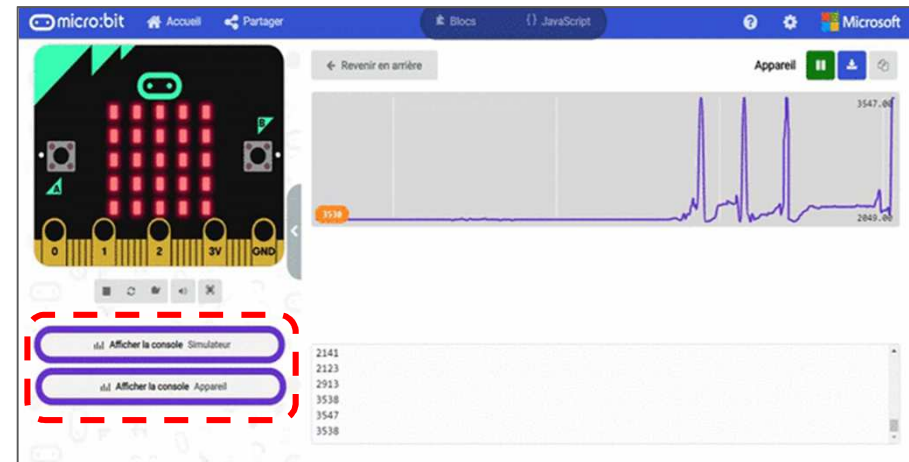 micro:bit Accueil Partager Blocs {} JavaScript Microsoft
Revenir en arrière Appareil
3547.00
B
A
3538
2049.00
0 1 2 3V GND
Afficher la console Simulateur
Afficher la console Appareil
2141
2123
2913
3538
3547
3538